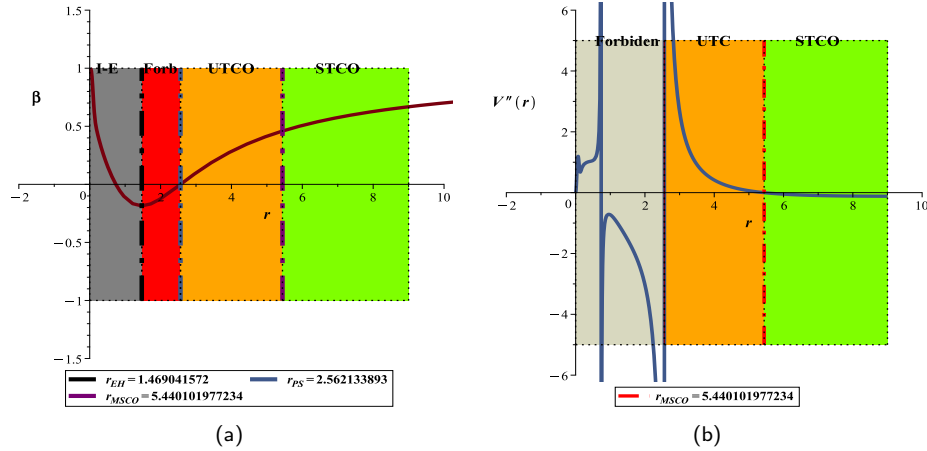 1.5
I-E Forb UTCO STCO
1
β
0.5
−2 0 2 4 6 8 10
r
−0.5
−1
−1.5
r_EH = 1.469041572 r_PS = 2.562133893
r_MSCO = 5.440101977234
(a)
6
Forbiden UTC STCO
4
V″(r)
2
−2 0 2 4 6 8 10
r
−2
−4
−6
r_MSCO = 5.440101977234
(b)